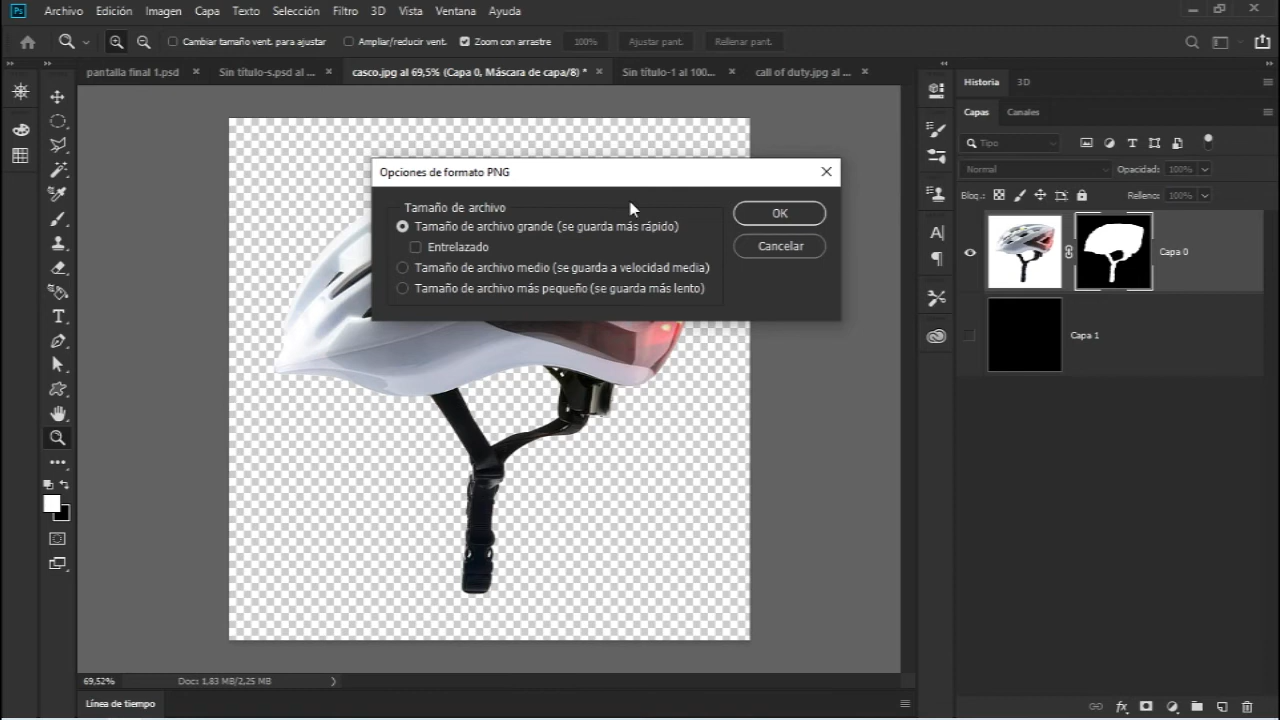 Ps Archivo Edición Imagen Capa Texto Selección Filtro 3D Vista Ventana Ayuda
Cambiar tamaño vent. para ajustar Ampliar/reducir vent. Zoom con arrastre 100% Ajustar pant. Rellenar pant.
pantalla final 1.psd Sin título-s.psd al ... casco.jpg al 69,5% (Capa 0, Máscara de capa/8) * Sin título-1 al 100... call of duty.jpg al ...
Historia 3D
Capas Canales
Tipo
Normal Opacidad: 100%
Bloq.: Relleno: 100%
Capa 0
Capa 1
Opciones de formato PNG
Tamaño de archivo
Tamaño de archivo grande (se guarda más rápido)
Entrelazado
Tamaño de archivo medio (se guarda a velocidad media)
Tamaño de archivo más pequeño (se guarda más lento)
OK
Cancelar
69,52% Doc: 1,83 MB/2,25 MB
Línea de tiempo